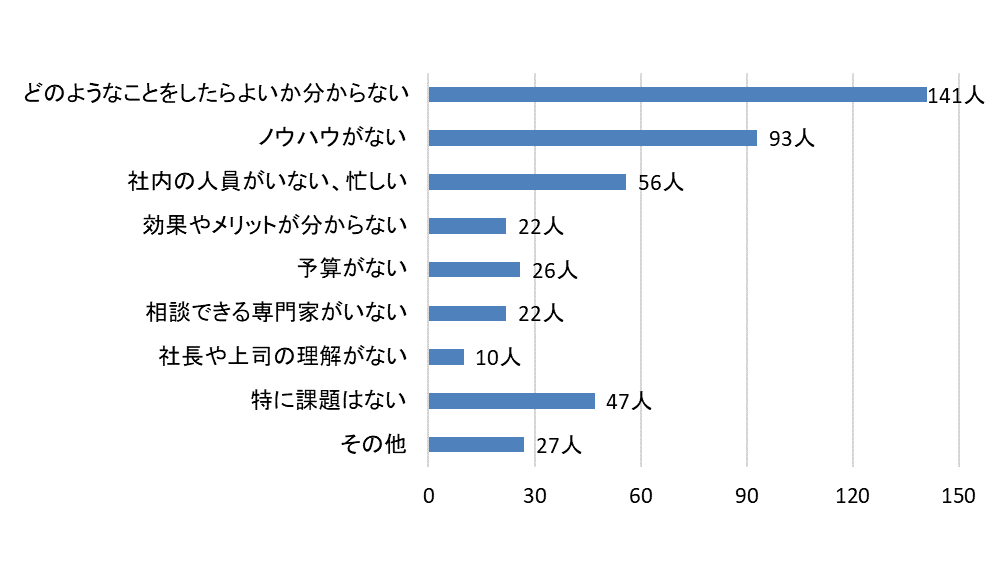 どのようなことをしたらよいか分からない 141人
ノウハウがない 93人
社内の人員がいない、忙しい 56人
効果やメリットが分からない 22人
予算がない 26人
相談できる専門家がいない 22人
社長や上司の理解がない 10人
特に課題はない 47人
その他 27人
0 30 60 90 120 150